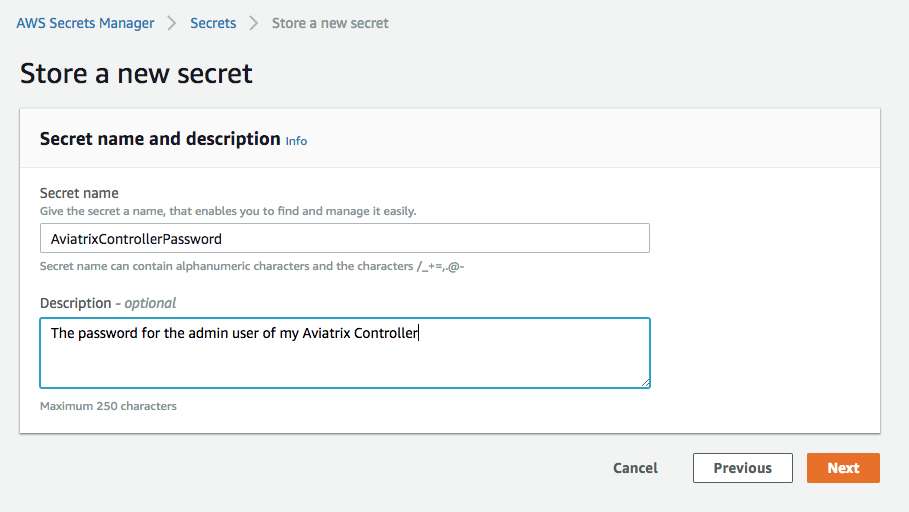 AWS Secrets Manager > Secrets > Store a new secret
Store a new secret
Secret name and description Info
Secret name
Give the secret a name, that enables you to find and manage it easily.
AviatrixControllerPassword
Secret name can contain alphanumeric characters and the characters /_+=,.@-
Description - optional
The password for the admin user of my Aviatrix Controller
Maximum 250 characters
Cancel Previous Next